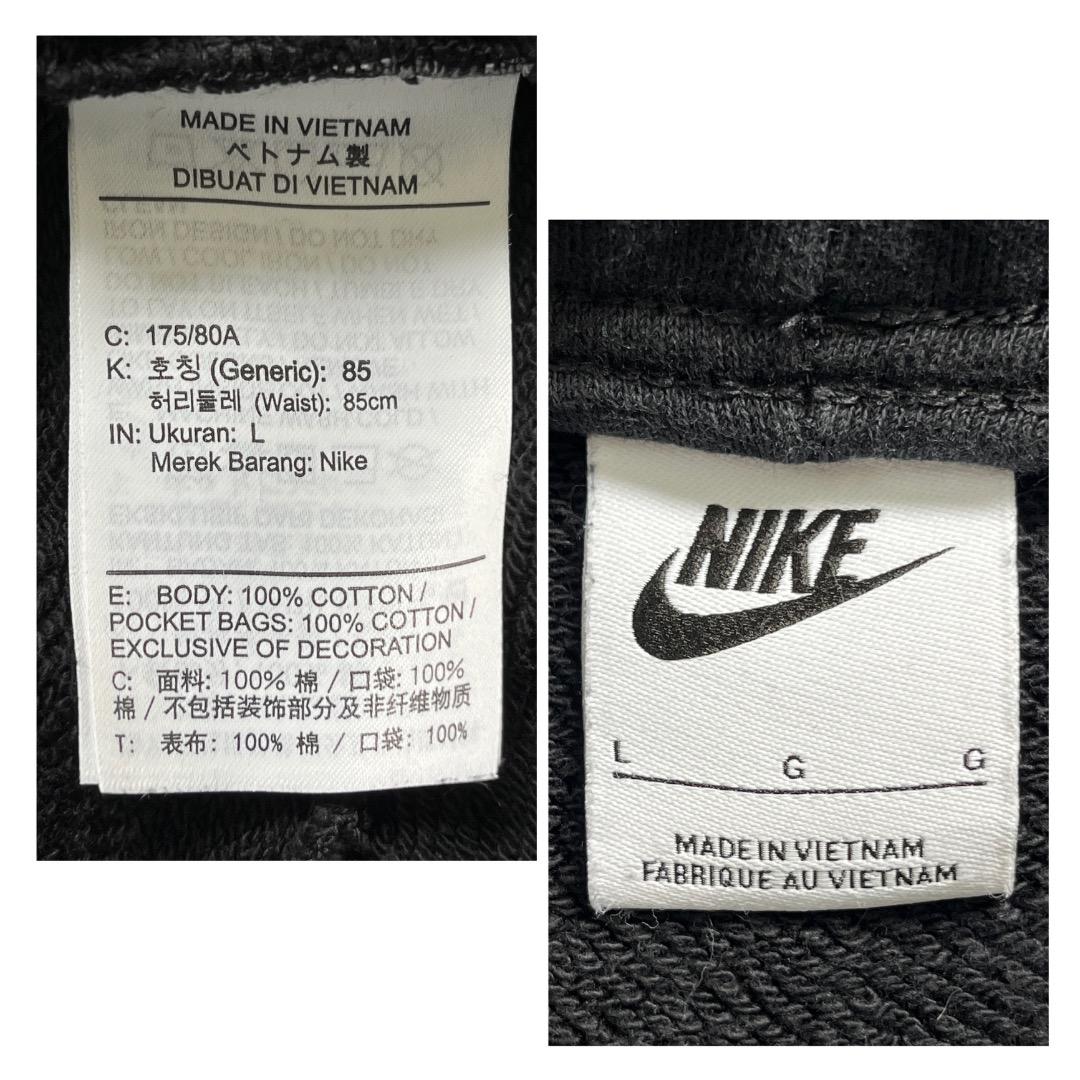 MADE IN VIETNAM
ベトナム製
DIBUAT DI VIETNAM
C: 175/80A
K: 호칭 (Generic): 85
허리둘레 (Waist): 85cm
IN: Ukuran: L
Merek Barang: Nike
E: BODY: 100% COTTON /
POCKET BAGS: 100% COTTON /
EXCLUSIVE OF DECORATION
C: 面料: 100% 棉 / 口袋: 100%
棉 / 不包括装饰部分及非纤维物质
T: 表布: 100% 棉 / 口袋: 100%
NIKE
L G G
MADE IN VIETNAM
FABRIQUE AU VIETNAM